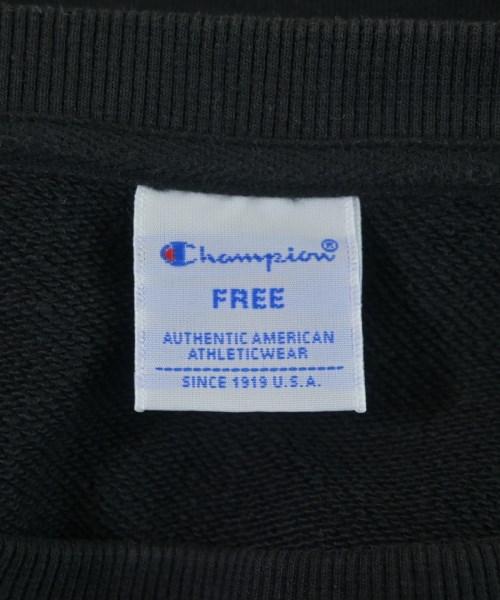 Champion®
FREE
AUTHENTIC AMERICAN
ATHLETICWEAR
SINCE 1919 U.S.A.